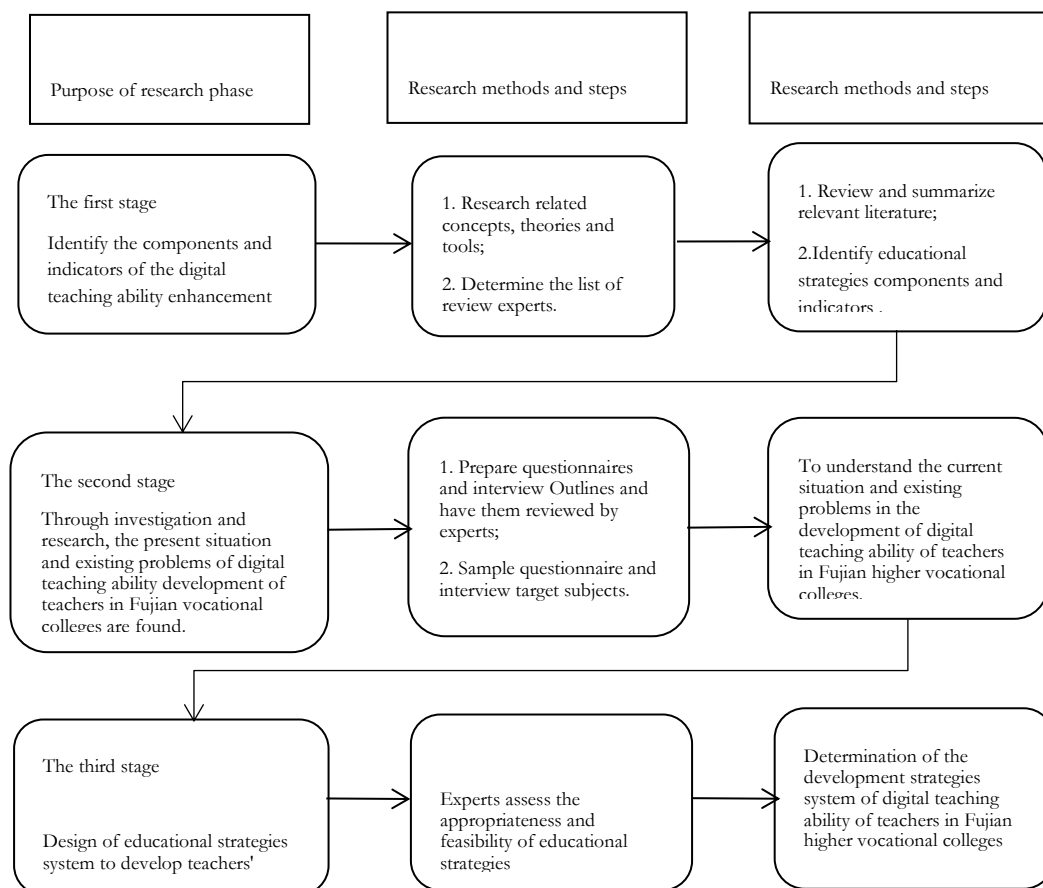 Purpose of research phase
Research methods and steps
Research methods and steps
The first stage
Identify the components and
indicators of the digital
teaching ability enhancement
1. Research related
concepts, theories and
tools;
2. Determine the list of
review experts.
1. Review and summarize
relevant literature;
2.Identify educational
strategies components and
indicators .
The second stage
Through investigation and
research, the present situation
and existing problems of digital
teaching ability development of
teachers in Fujian vocational
colleges are found.
1. Prepare questionnaires
and interview Outlines and
have them reviewed by
experts;
2. Sample questionnaire and
interview target subjects.
To understand the current
situation and existing
problems in the
development of digital
teaching ability of teachers
in Fujian higher vocational
colleges.
The third stage
Design of educational strategies
system to develop teachers'
Experts assess the
appropriateness and
feasibility of educational
strategies
Determination of the
development strategies
system of digital teaching
ability of teachers in Fujian
higher vocational colleges